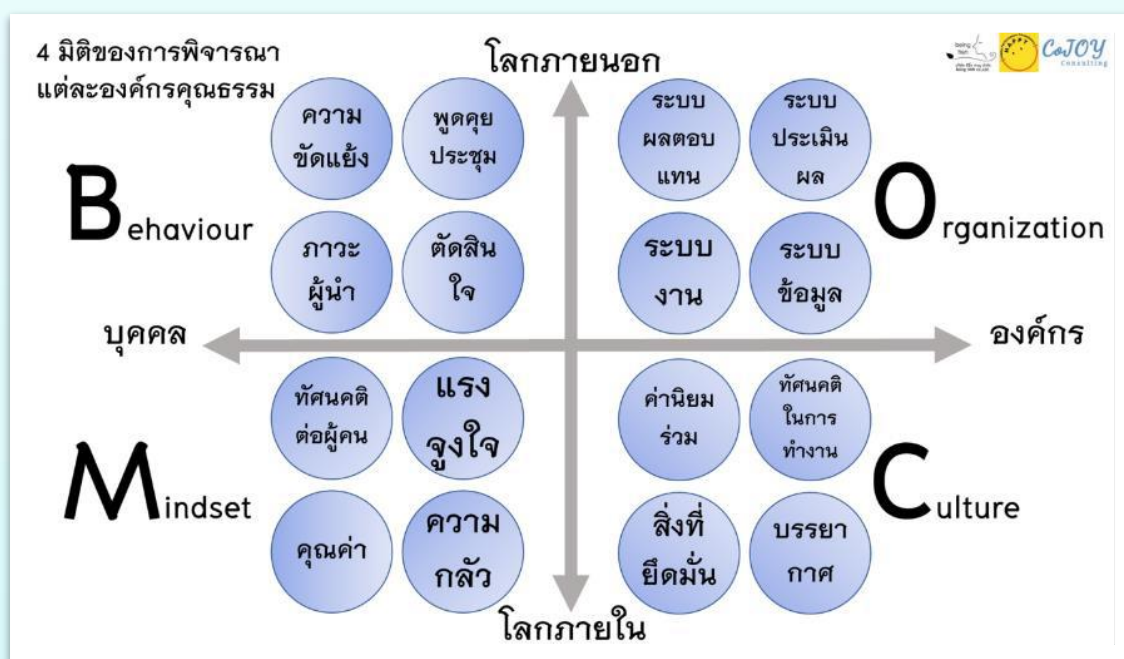 4 มิติของการพิจารณา
แต่ละองค์กรคุณธรรม
โลกภายนอก
HAPPY
CoJOY
Consulting
ความ
ขัดแย้ง
พูดคุย
ประชุม
ระบบ
ผลตอบ
แทน
ระบบ
ประเมิน
ผล
Behaviour
Organization
ภาวะ
ผู้นำ
ตัดสิน
ใจ
ระบบ
งาน
ระบบ
ข้อมูล
บุคคล
องค์กร
ทัศนคติ
ต่อผู้คน
แรง
จูงใจ
ค่านิยม
ร่วม
ทัศนคติ
ในการ
ทำงาน
Mindset
Culture
คุณค่า
ความ
กลัว
สิ่งที่
ยึดมั่น
บรรยา
กาศ
โลกภายใน